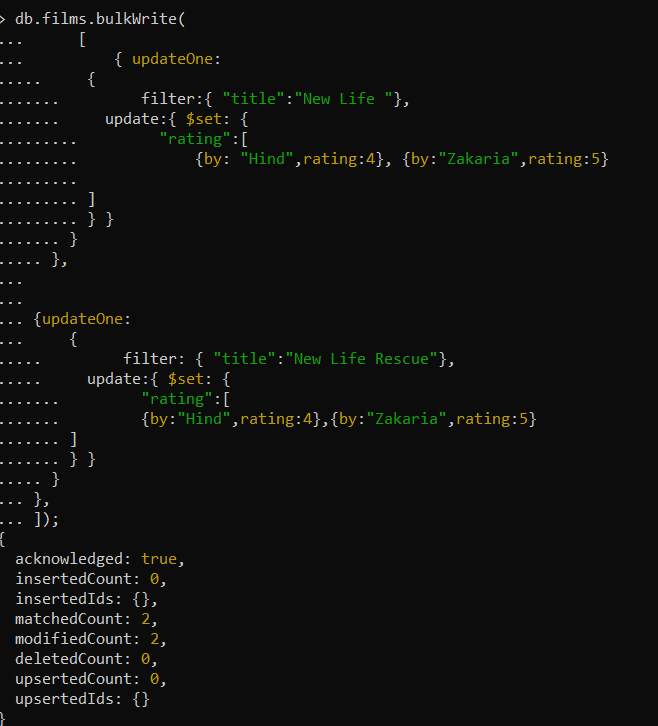 > db.films.bulkWrite(
...      [
...          { updateOne:
.....     {
.......         filter:{ "title":"New Life "},
.......     update:{ $set: {
.........         "rating":[
.........             {by: "Hind",rating:4}, {by:"Zakaria",rating:5}
.........
......... ]
......... } }
....... }
..... },
...
...
... {updateOne:
...     {
.....         filter: { "title":"New Life Rescue"},
.....     update:{ $set: {
.......         "rating":[
.......         {by:"Hind",rating:4},{by:"Zakaria",rating:5}
....... ]
....... } }
..... }
... },
... ]);
{
  acknowledged: true,
  insertedCount: 0,
  insertedIds: {},
  matchedCount: 2,
  modifiedCount: 2,
  deletedCount: 0,
  upsertedCount: 0,
  upsertedIds: {}
}